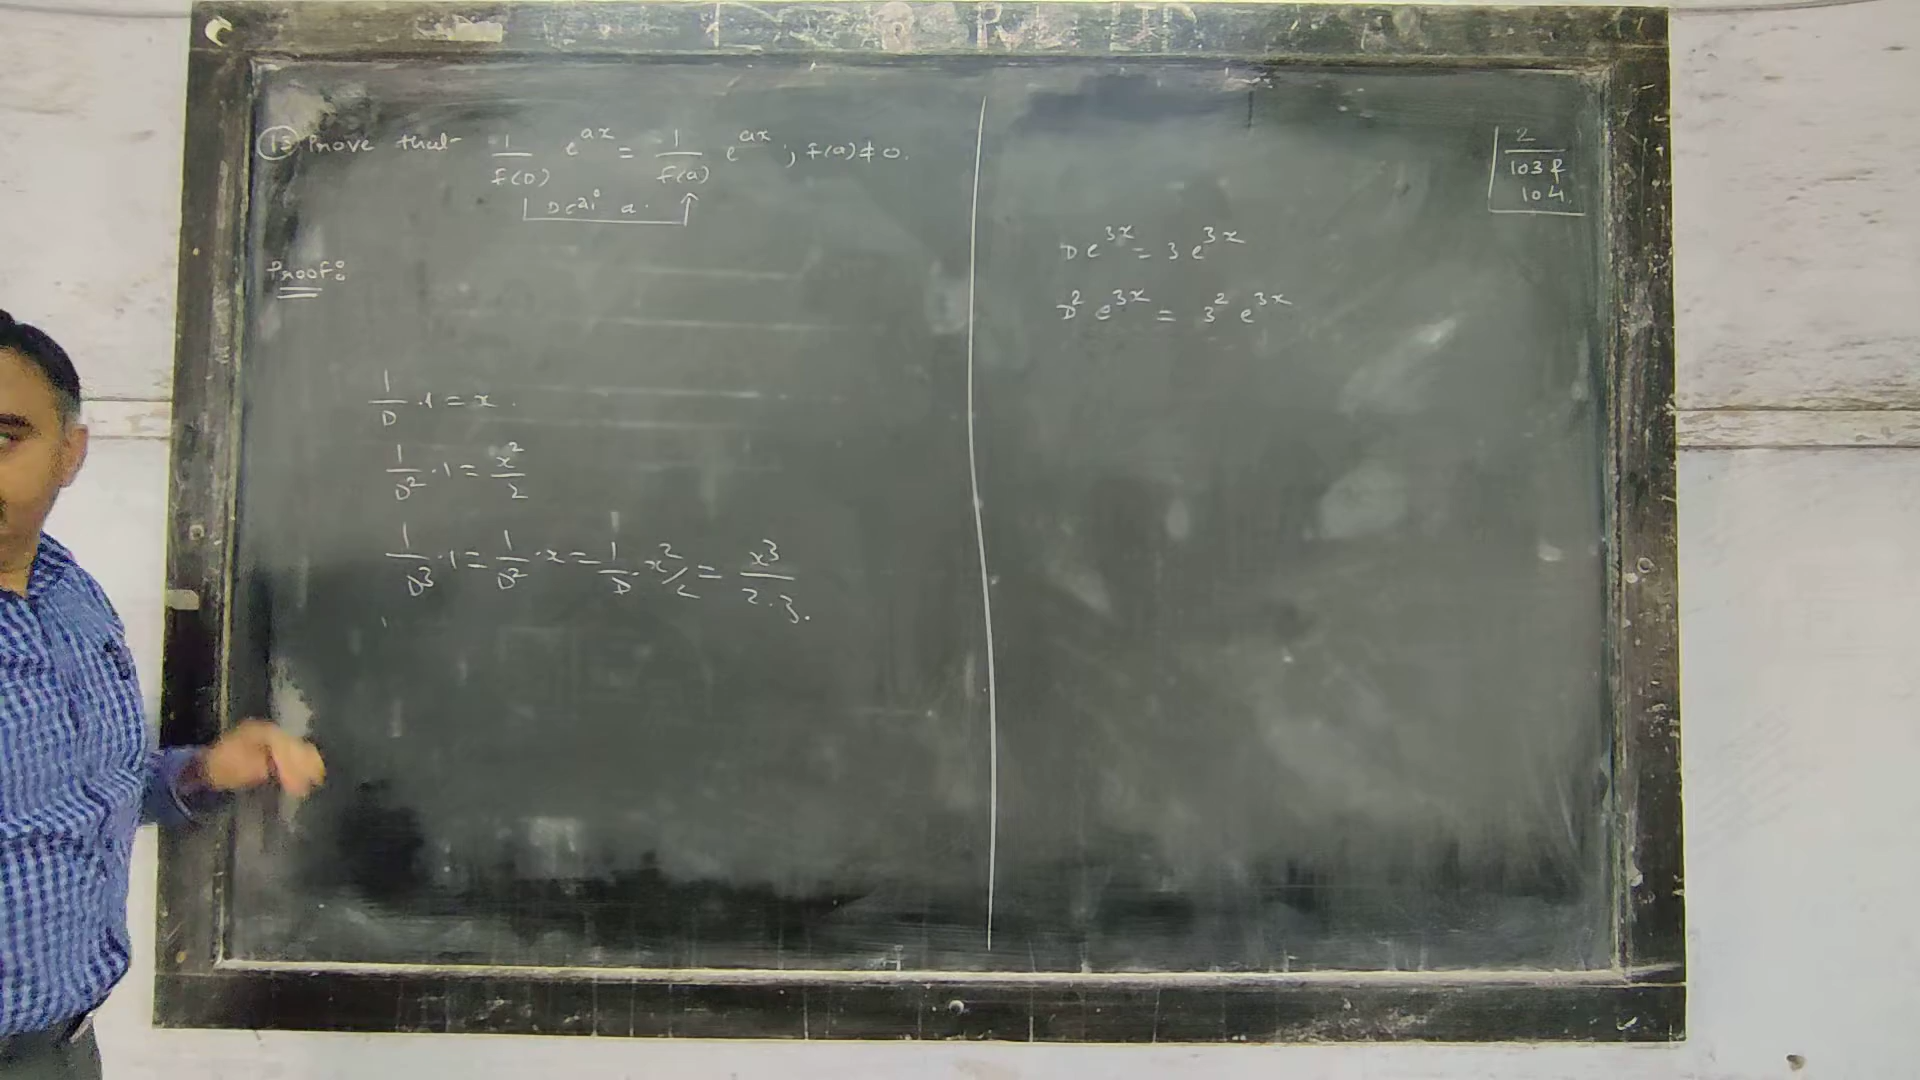 (13) Prove that 1/f(D) e^{ax} = 1/f(a) e^{ax} ; f(a) ≠ 0.
a.
Proof:
1/D · 1 = x.
1/D² · 1 = x²/2
1/D³ · 1 = 1/D² · x = 1/D · x²/2 = x³/2.3.
2
103 &
104.
D e^{3x} = 3 e^{3x}
D² e^{3x} = 3² e^{3x}